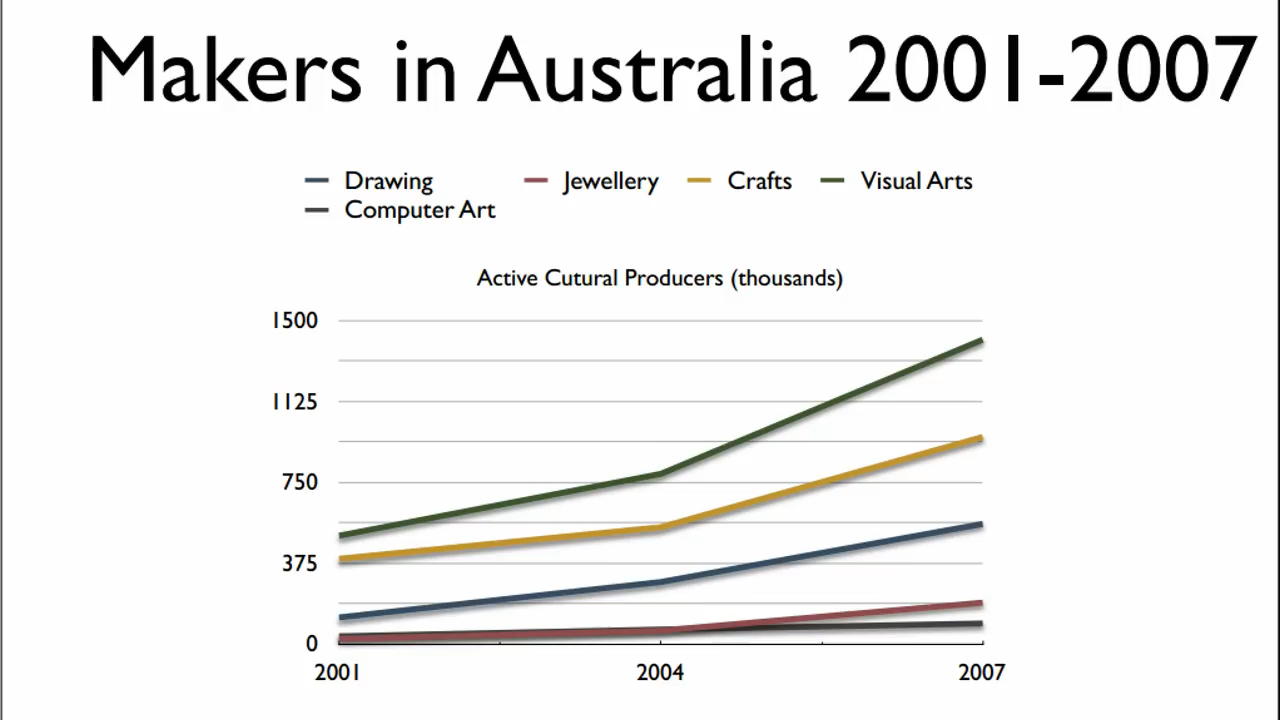 Makers in Australia 2001-2007
Drawing Jewellery Crafts Visual Arts
Computer Art
Active Cutural Producers (thousands)
1500
1125
750
375
0
2001 2004 2007